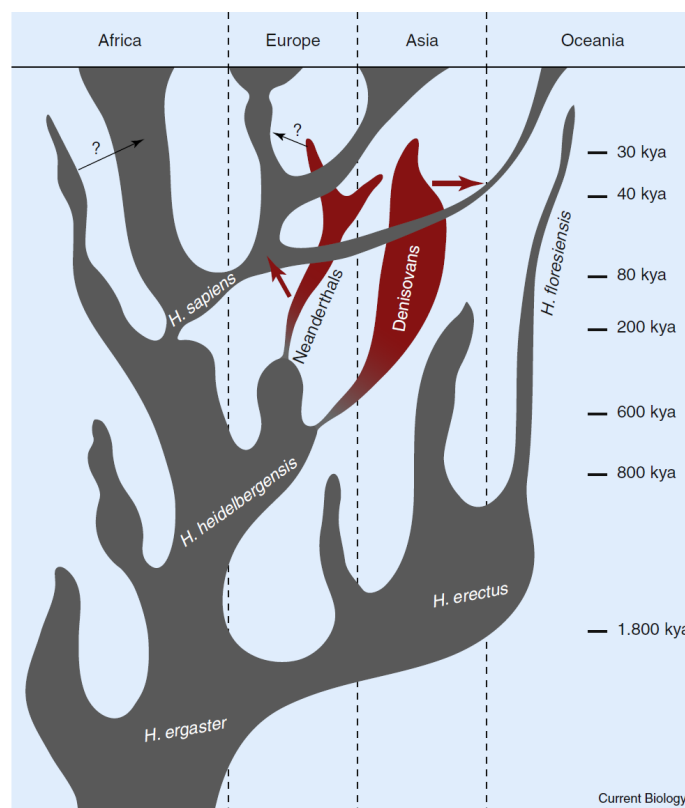 Africa
Europe
Asia
Oceania
?
?
30 kya
40 kya
80 kya
200 kya
600 kya
800 kya
1.800 kya
H. sapiens
Neanderthals
Denisovans
H. floresiensis
H. heidelbergensis
H. erectus
H. ergaster
Current Biology